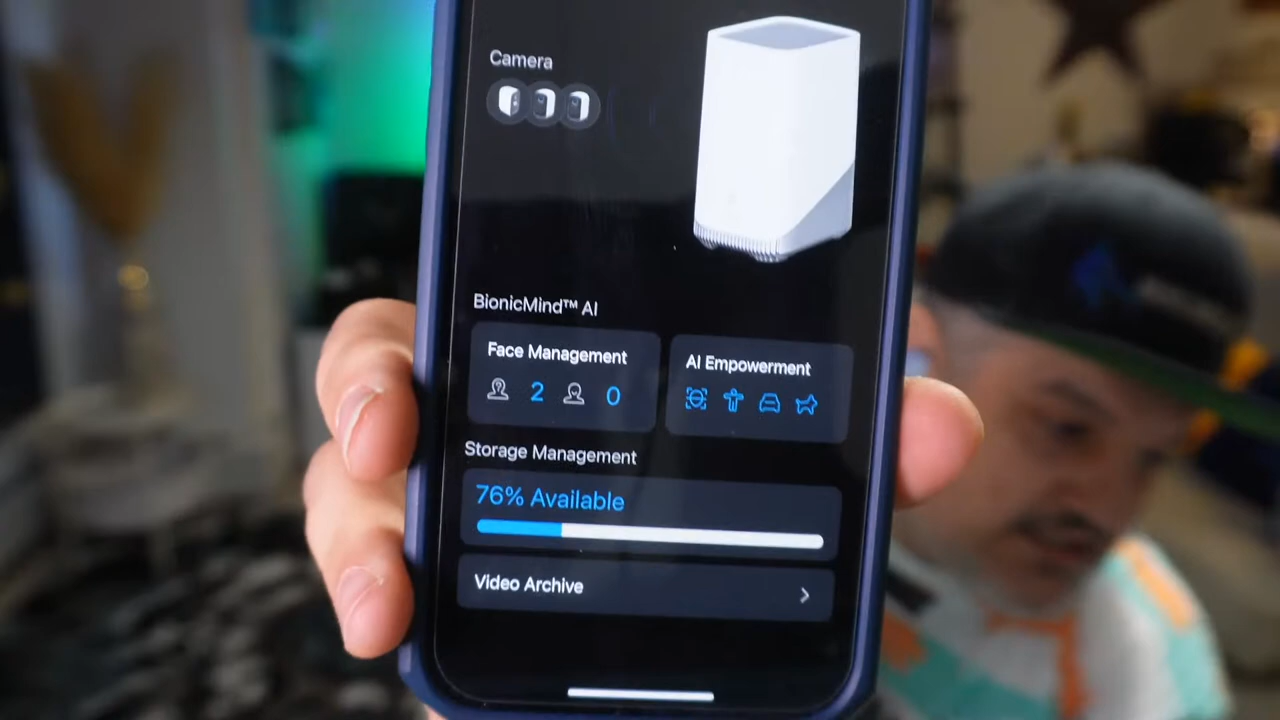 Camera
BionicMind™ AI
Face Management
2 0
AI Empowerment
Storage Management
76% Available
Video Archive